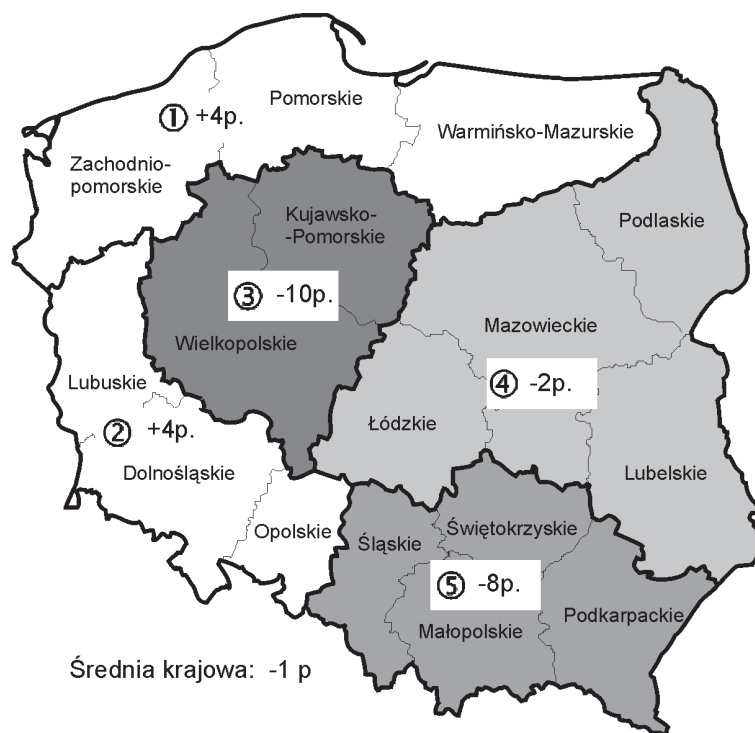 Pomorskie
① +4p.
Warmińsko-Mazurskie
Zachodnio-
pomorskie
Kujawsko-
-Pomorskie
Podlaskie
③ -10p.
Mazowieckie
Wielkopolskie
Lubuskie
④ -2p.
② +4p.
Łódzkie
Dolnośląskie
Lubelskie
Opolskie
Śląskie
Świętokrzyskie
⑤ -8p.
Podkarpackie
Małopolskie
Średnia krajowa: -1 p